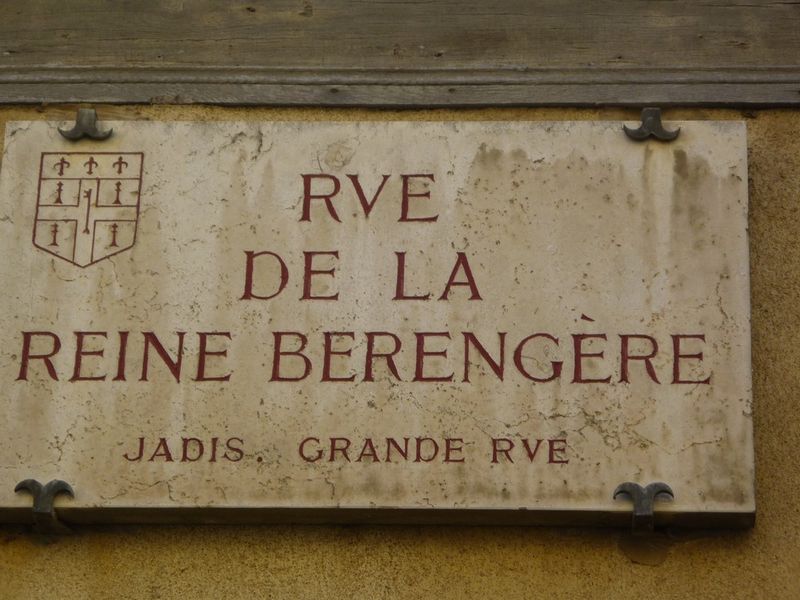 RVE
DE LA
REINE BERENGÈRE
JADIS. GRANDE RVE